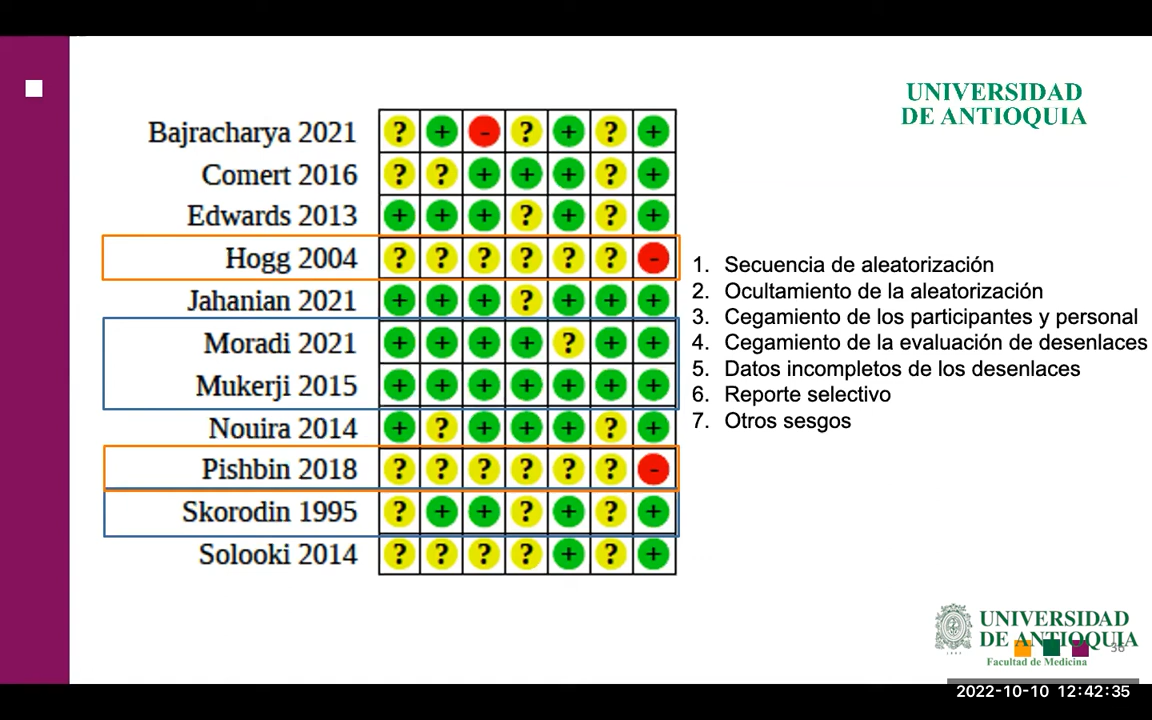 UNIVERSIDAD
DE ANTIOQUIA
Bajracharya 2021 ? + - ? + ? +
Comert 2016 ? ? + + + ? +
Edwards 2013 + + + ? + ? +
Hogg 2004 ? ? ? ? ? ? -
Jahanian 2021 + + + ? + + +
Moradi 2021 + + + + ? + +
Mukerji 2015 + + + + + + +
Nouira 2014 + ? + + + ? +
Pishbin 2018 ? ? ? ? ? ? -
Skorodin 1995 ? + + ? + ? +
Solooki 2014 ? ? ? ? + ? +
1. Secuencia de aleatorización
2. Ocultamiento de la aleatorización
3. Cegamiento de los participantes y personal
4. Cegamiento de la evaluación de desenlaces
5. Datos incompletos de los desenlaces
6. Reporte selectivo
7. Otros sesgos
UNIVERSIDAD
DE ANTIOQUIA
Facultad de Medicina
2022-10-10 12:42:35